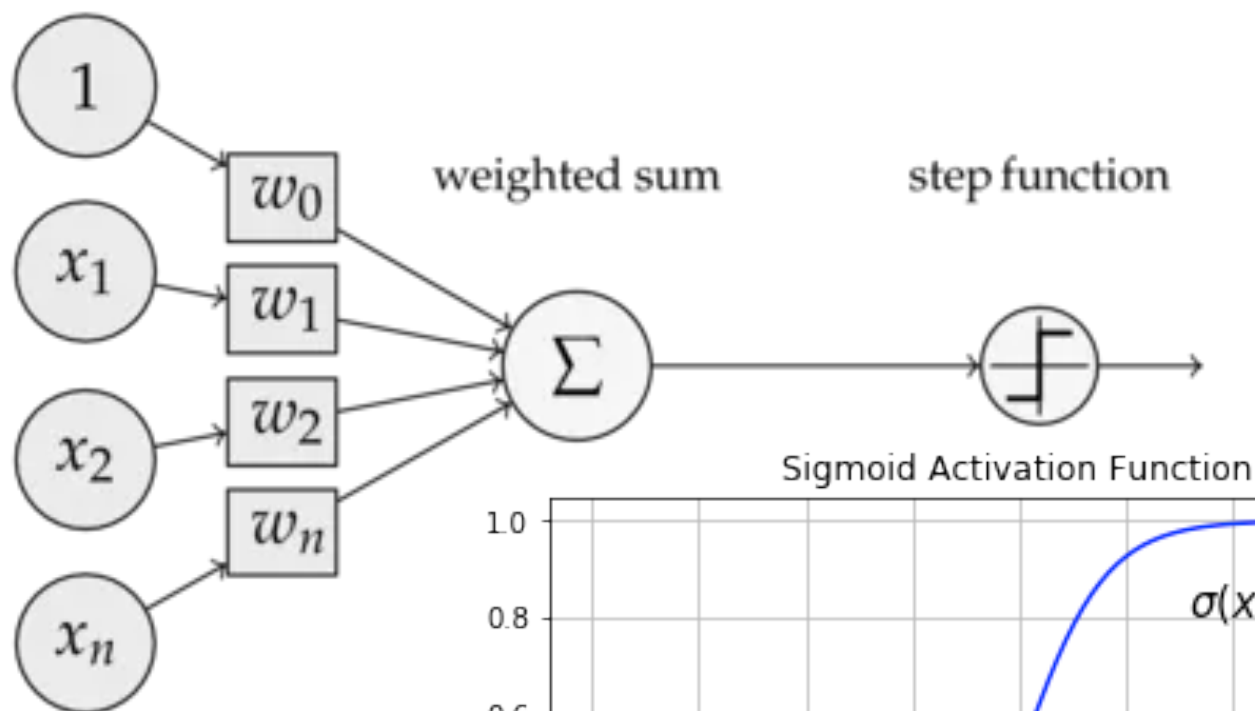 1
w₀
weighted sum
step function
x₁
w₁
Σ
x₂
w₂
Sigmoid Activation Function
wₙ
1.0
σ(x
0.8
xₙ